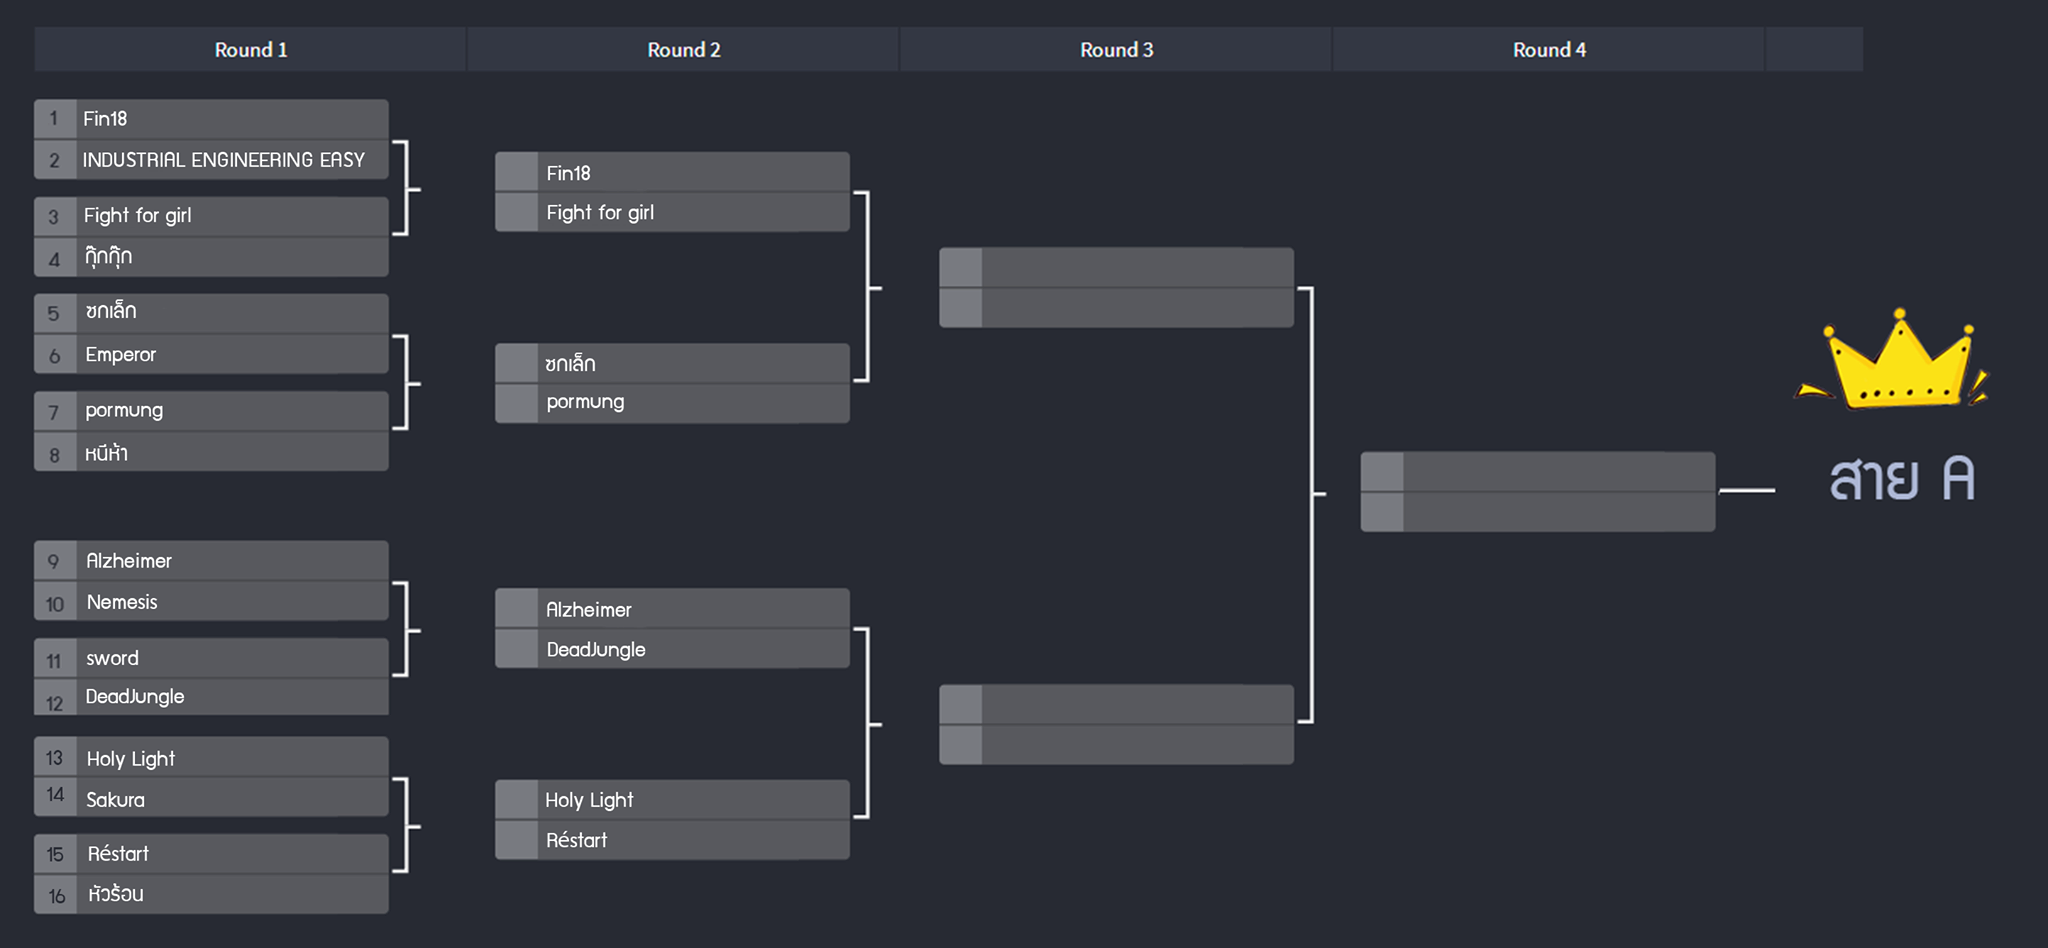 Round 1
Round 2
Round 3
Round 4
1 Fin18
2 INDUSTRIAL ENGINEERING EASY
3 Fight for girl
4 กุ๊กกุ๊ก
5 ซกเล็ก
6 Emperor
7 pormung
8 หนีห้า
9 Alzheimer
10 Nemesis
11 sword
12 DeadJungle
13 Holy Light
14 Sakura
15 Réstart
16 หัวร้อน
Fin18
Fight for girl
ซกเล็ก
pormung
Alzheimer
DeadJungle
Holy Light
Réstart
สาย A